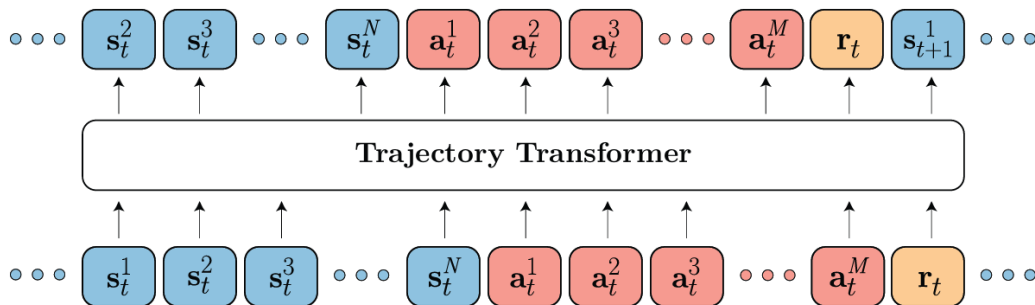 ••• s_t^2 s_t^3 ••• s_t^N a_t^1 a_t^2 a_t^3 ••• a_t^M r_t s_{t+1}^1 •••
Trajectory Transformer
••• s_t^1 s_t^2 s_t^3 ••• s_t^N a_t^1 a_t^2 a_t^3 ••• a_t^M r_t •••